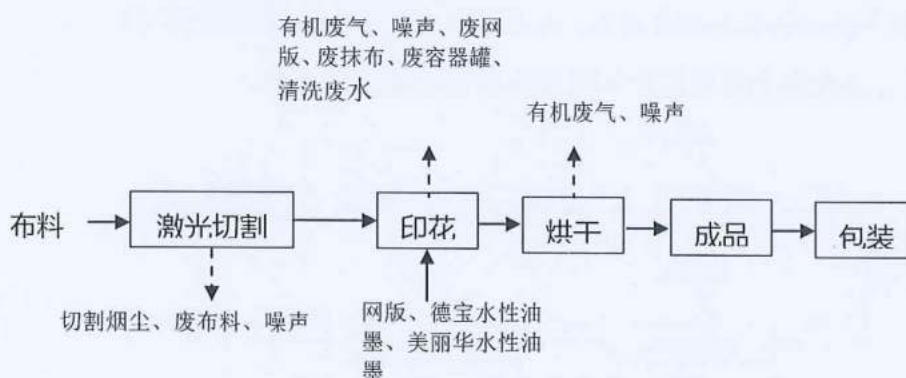 有机废气、噪声、废网
版、废抹布、废容器罐、
清洗废水
有机废气、噪声
布料
激光切割
印花
烘干
成品
包装
切割烟尘、废布料、噪声
网版、德宝水性油
墨、美丽华水性油
墨